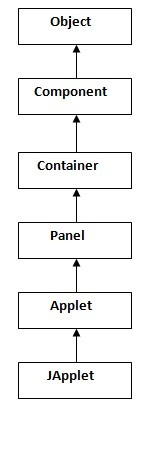 Object
Component
Container
Panel
Applet
JApplet